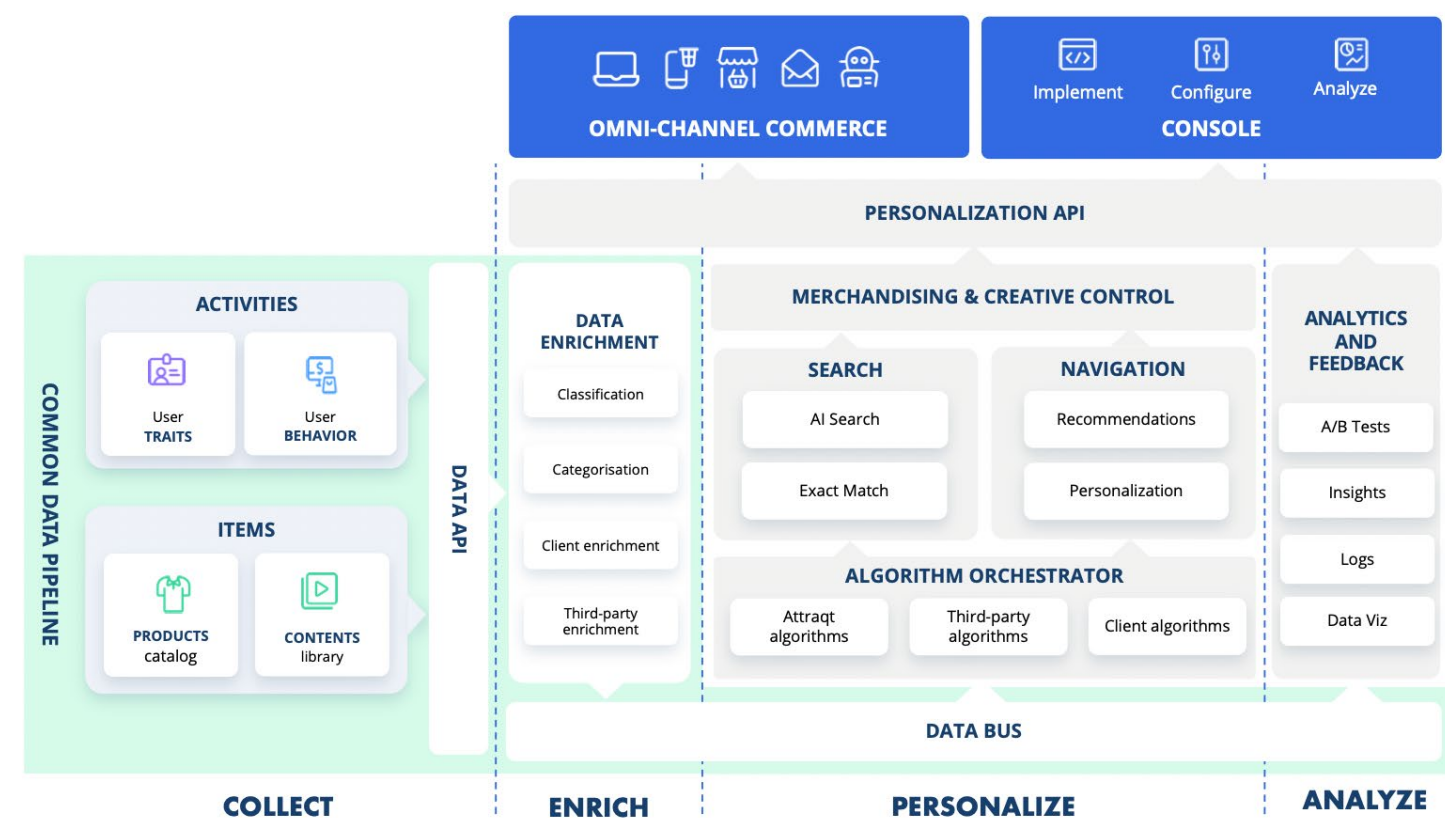 OMNI-CHANNEL COMMERCE
Implement
Configure
Analyze
CONSOLE
PERSONALIZATION API
COMMON DATA PIPELINE
ACTIVITIES
User
TRAITS
User
BEHAVIOR
ITEMS
PRODUCTS
catalog
CONTENTS
library
DATA API
DATA
ENRICHMENT
Classification
Categorisation
Client enrichment
Third-party
enrichment
MERCHANDISING & CREATIVE CONTROL
SEARCH
AI Search
Exact Match
NAVIGATION
Recommendations
Personalization
ALGORITHM ORCHESTRATOR
Attraqt
algorithms
Third-party
algorithms
Client algorithms
ANALYTICS
AND
FEEDBACK
A/B Tests
Insights
Logs
Data Viz
DATA BUS
COLLECT
ENRICH
PERSONALIZE
ANALYZE